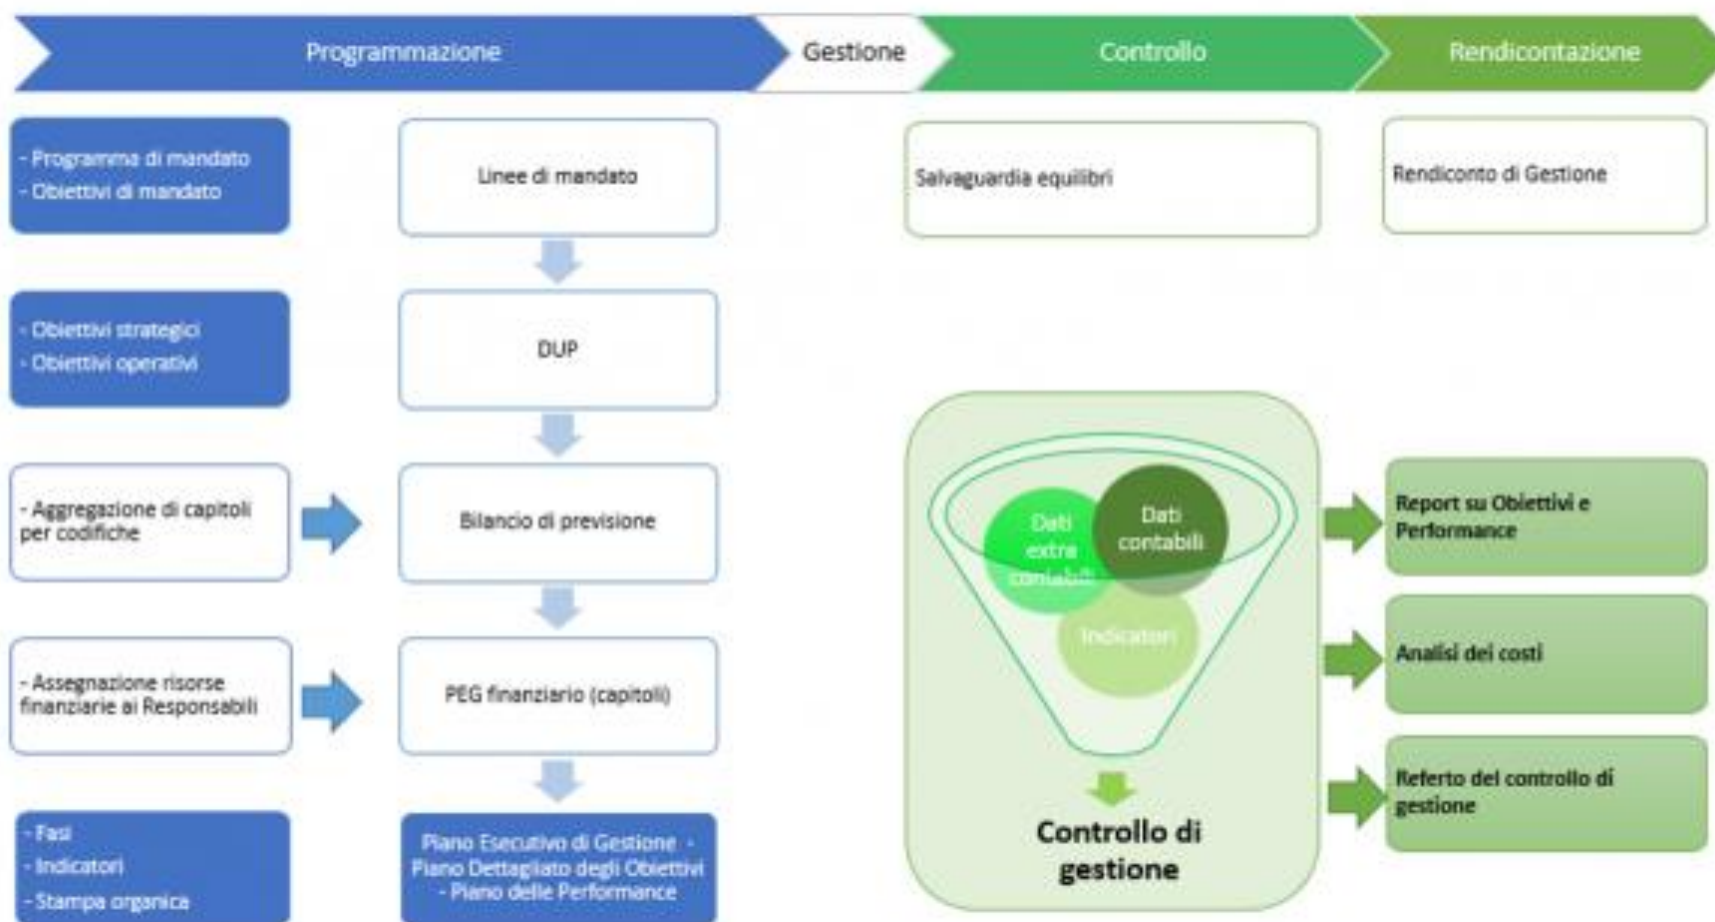 Programmazione
Gestione
Controllo
Rendicontazione
- Programma di mandato
- Obiettivi di mandato
Linee di mandato
Salvaguardia equilibri
Rendiconto di Gestione
- Obiettivi strategici
- Obiettivi operativi
DUP
- Aggregazione di capitoli
per codifiche
Bilancio di previsione
- Assegnazione risorse
finanziarie ai Responsabili
PEG finanziario (capitoli)
- Fasi
- Indicatori
- Stampa organica
Piano Esecutivo di Gestione -
Piano Dettagliato degli Obiettivi
- Piano delle Performance
Dati
extra
contabili
Dati
contabili
Indicatori
Controllo di
gestione
Report su Obiettivi e
Performance
Analisi dei costi
Referto del controllo di
gestione